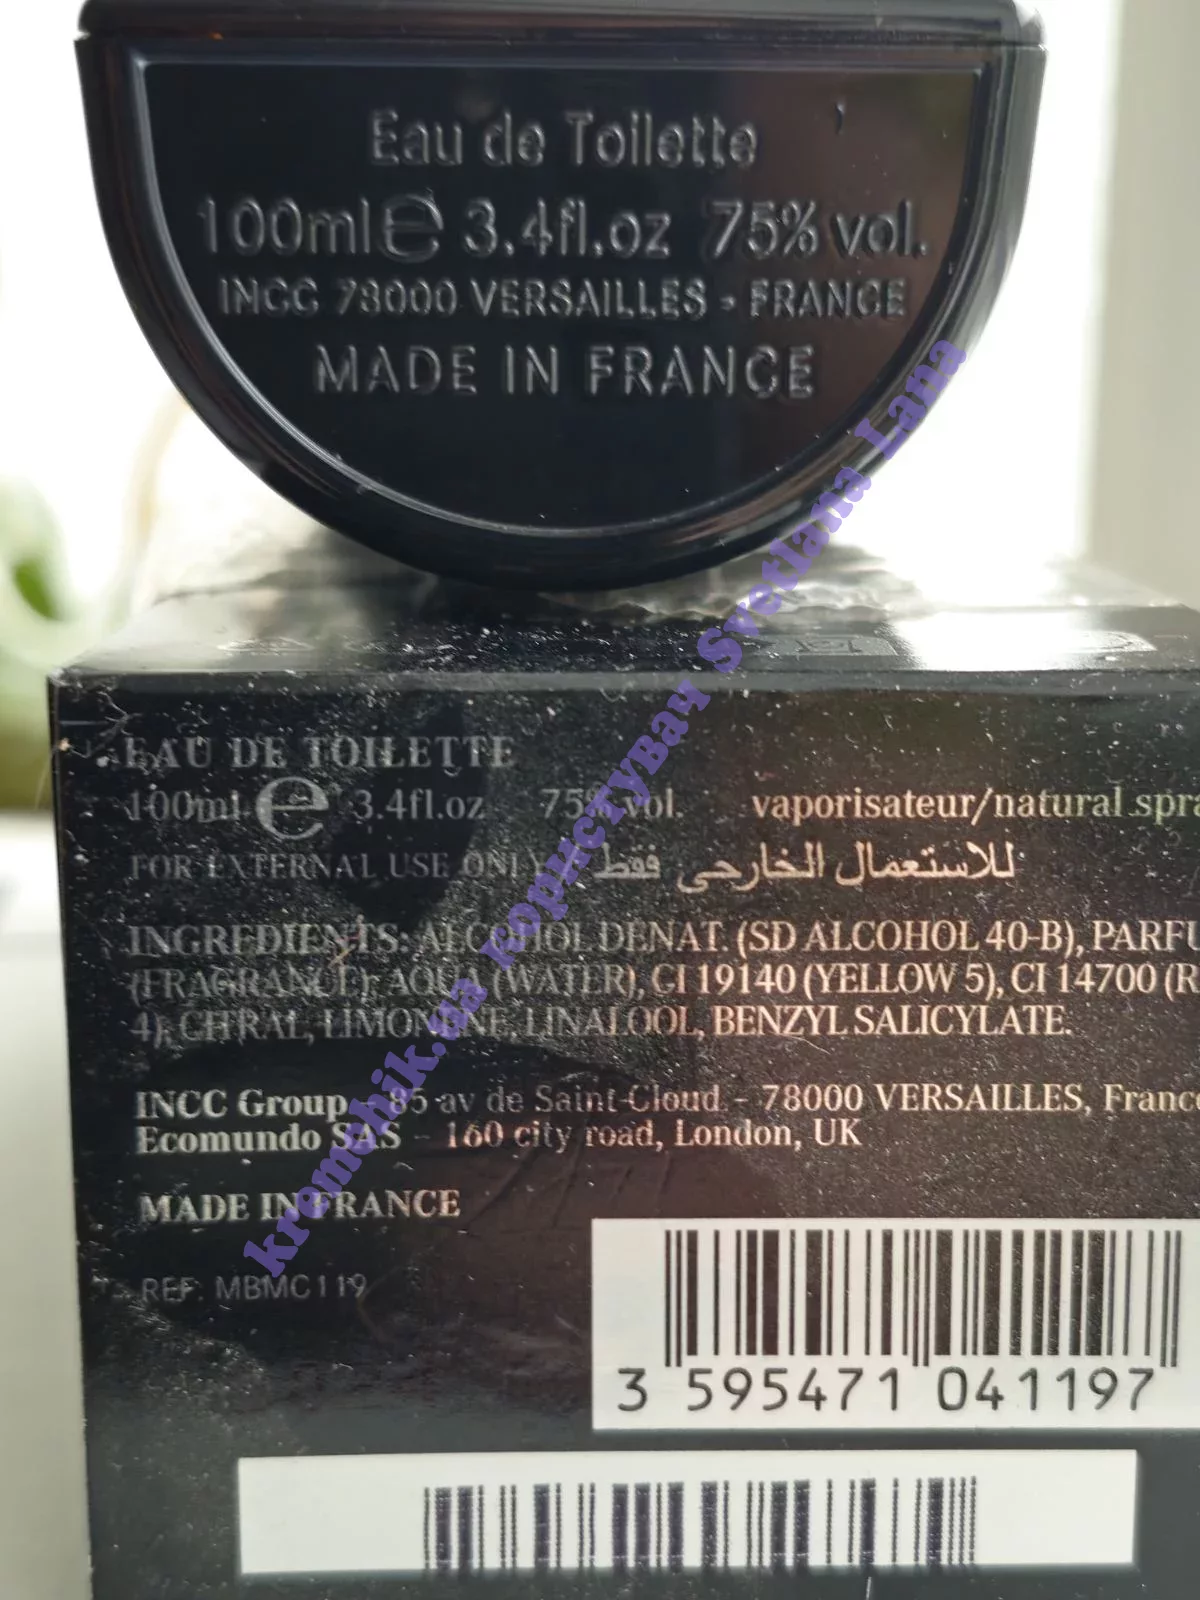 Eau de Toilette
100ml e 3.4fl.oz 75% vol.
INCC 78000 VERSAILLES - FRANCE
MADE IN FRANCE
EAU DE TOILETTE
100ml e 3.4fl.oz 75% vol. vaporisateur/natural spra
FOR EXTERNAL USE ONLY - للاستعمال الخارجى فقط
INGREDIENTS: ALCOHOL DENAT. (SD ALCOHOL 40-B), PARFU
(FRAGRANCE), AQUA (WATER), CI 19140 (YELLOW 5), CI 14700 (R
4), CITRAL, LIMONENE, LINALOOL, BENZYL SALICYLATE.
INCC Group - 85 av de Saint-Cloud - 78000 VERSAILLES, France
Ecomundo SAS - 160 city road, London, UK
MADE IN FRANCE
REF: MBMC119
3 595471 041197
krembhik.ua користувач Svetlana Lana